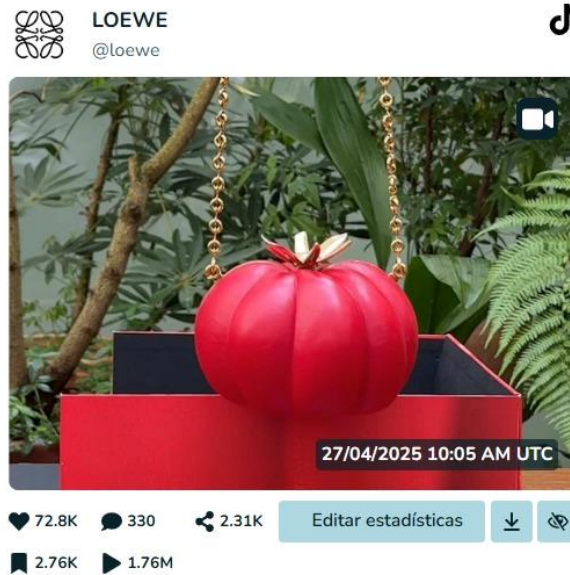 LOEWE
@loewe
27/04/2025 10:05 AM UTC
72.8K 330 2.31K Editar estadísticas
2.76K 1.76M